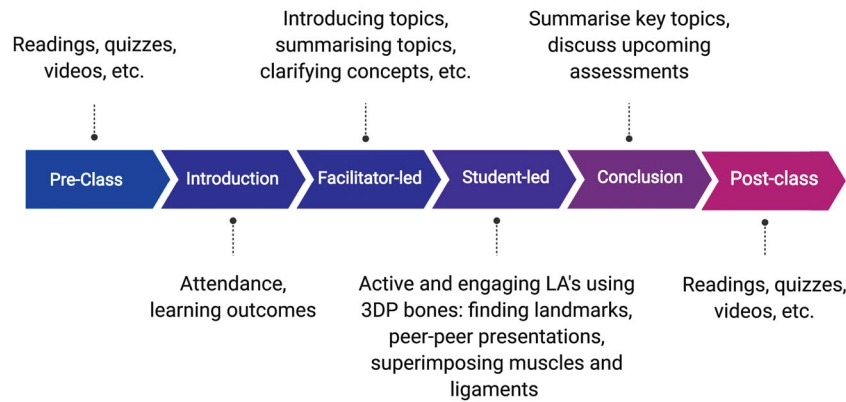 Readings, quizzes,
videos, etc.
Introducing topics,
summarising topics,
clarifying concepts, etc.
Summarise key topics,
discuss upcoming
assessments
Pre-Class
Introduction
Facilitator-led
Student-led
Conclusion
Post-class
Attendance,
learning outcomes
Active and engaging LA's using
3DP bones: finding landmarks,
peer-peer presentations,
superimposing muscles and
ligaments
Readings, quizzes,
videos, etc.